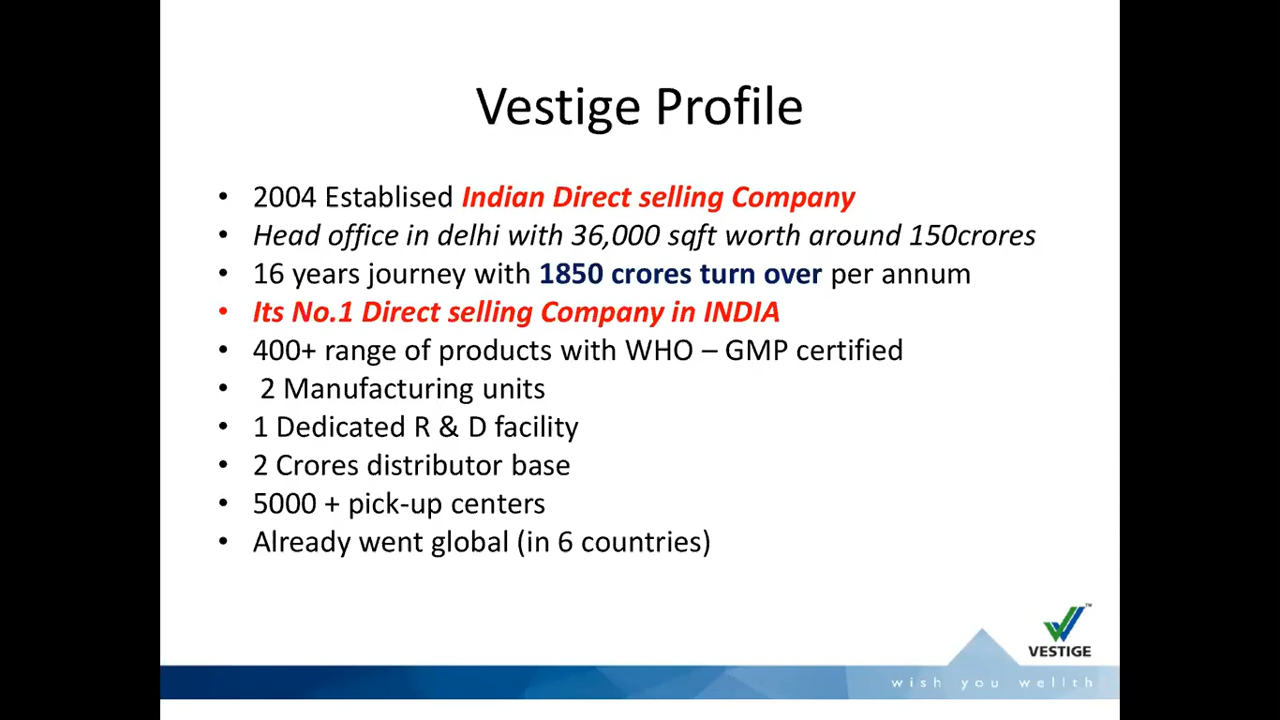 Vestige Profile
• 2004 Establised Indian Direct selling Company
• Head office in delhi with 36,000 sqft worth around 150crores
• 16 years journey with 1850 crores turn over per annum
• Its No.1 Direct selling Company in INDIA
• 400+ range of products with WHO – GMP certified
• 2 Manufacturing units
• 1 Dedicated R & D facility
• 2 Crores distributor base
• 5000 + pick-up centers
• Already went global (in 6 countries)
TM
VESTIGE
wish you wellth